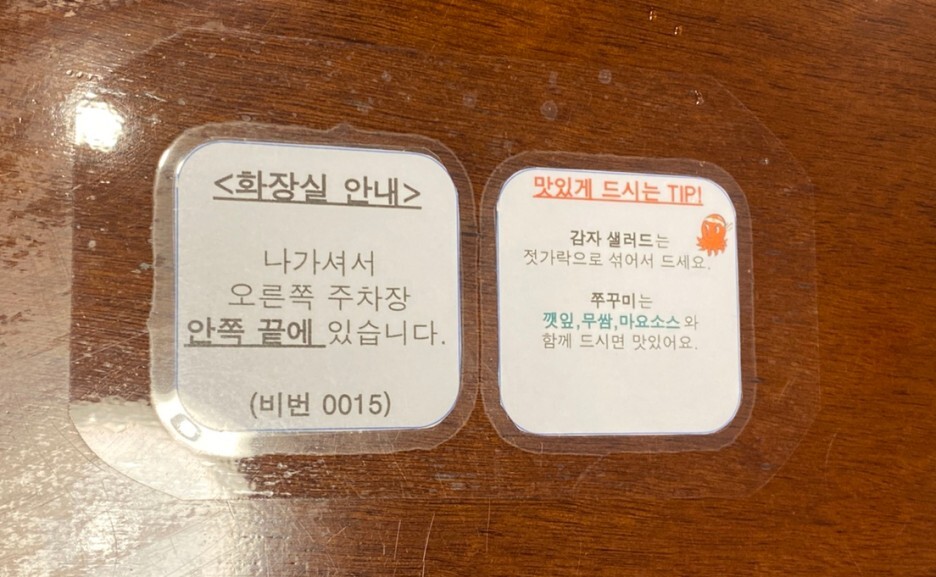 <화장실 안내>
나가셔서
오른쪽 주차장
안쪽 끝에 있습니다.
(비번 0015)
맛있게 드시는 TIP!
감자 샐러드는
젓가락으로 섞어서 드세요.
쭈꾸미는
깻잎,무쌈,마요소스와
함께 드시면 맛있어요.